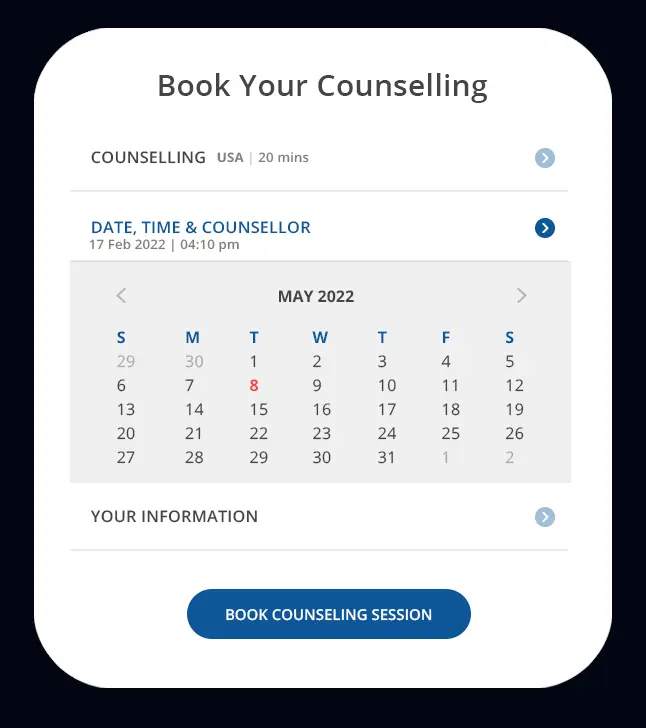 Book Your Counselling
COUNSELLING USA | 20 mins
DATE, TIME & COUNSELLOR
17 Feb 2022 | 04:10 pm
MAY 2022
S M T W T F S
29 30 1 2 3 4 5
6 7 8 9 10 11 12
13 14 15 16 17 18 19
20 21 22 23 24 25 26
27 28 29 30 31 1 2
YOUR INFORMATION
BOOK COUNSELING SESSION